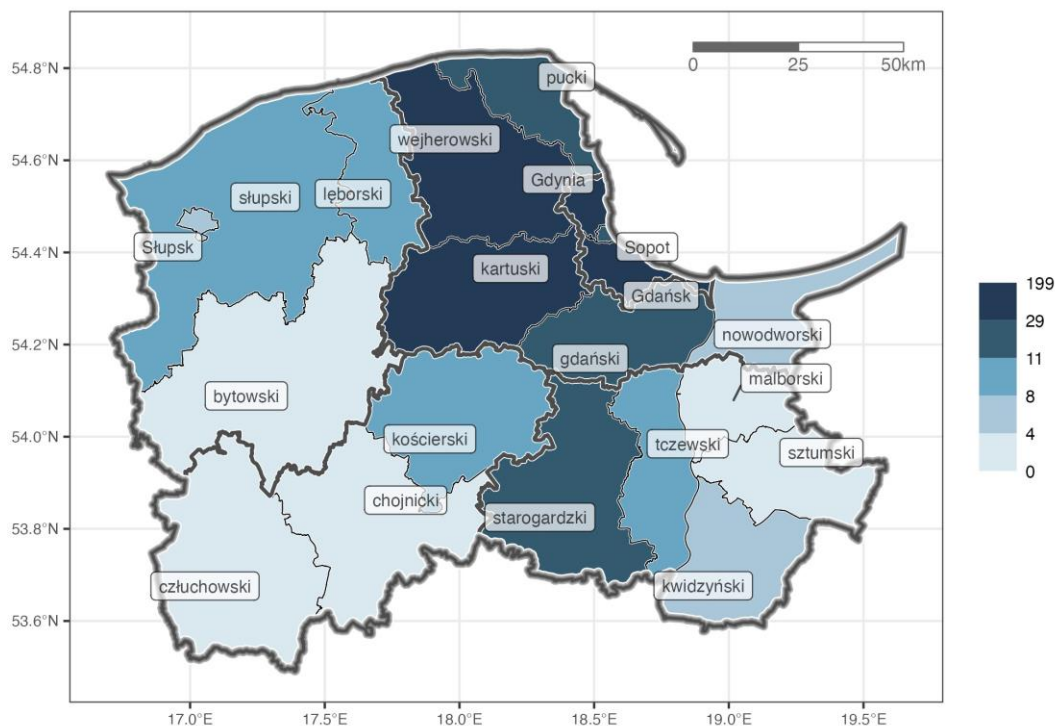 54.8°N
54.6°N
54.4°N
54.2°N
54.0°N
53.8°N
53.6°N
17.0°E
17.5°E
18.0°E
18.5°E
19.0°E
19.5°E
0
25
50km
pucki
wejherowski
Gdynia
słupski
lęborski
Słupsk
Sopot
kartuski
Gdańsk
nowodworski
gdański
malborski
bytowski
kościerski
tczewski
sztumski
chojnicki
starogardzki
człuchowski
kwidzyński
199
29
11
8
4
0